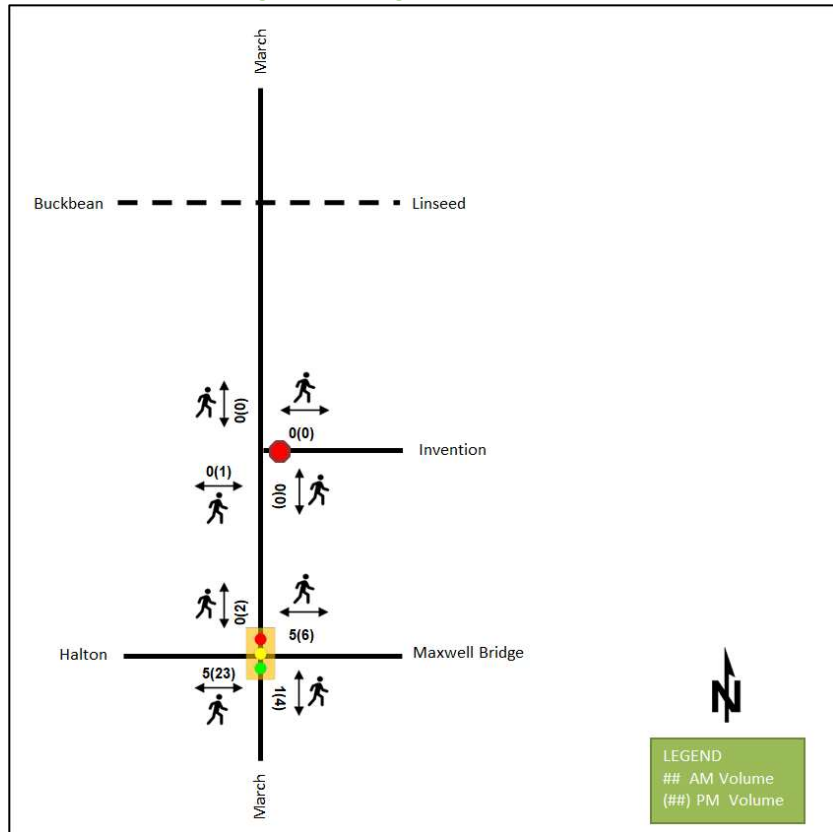 March
Buckbean
Linseed
0(0)
0(0)
Invention
0(1)
0(0)
0(2)
5(6)
Halton
Maxwell Bridge
5(23)
1(4)
N
March
LEGEND
## AM Volume
(##) PM Volume